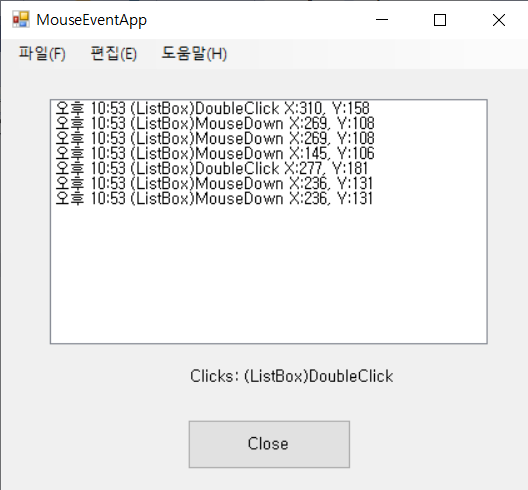 MouseEventApp
파일(F) 편집(E) 도움말(H)
오후 10:53 (ListBox)DoubleClick X:310, Y:158
오후 10:53 (ListBox)MouseDown X:269, Y:108
오후 10:53 (ListBox)MouseDown X:269, Y:108
오후 10:53 (ListBox)MouseDown X:145, Y:106
오후 10:53 (ListBox)DoubleClick X:277, Y:181
오후 10:53 (ListBox)MouseDown X:236, Y:131
오후 10:53 (ListBox)MouseDown X:236, Y:131
Clicks: (ListBox)DoubleClick
Close